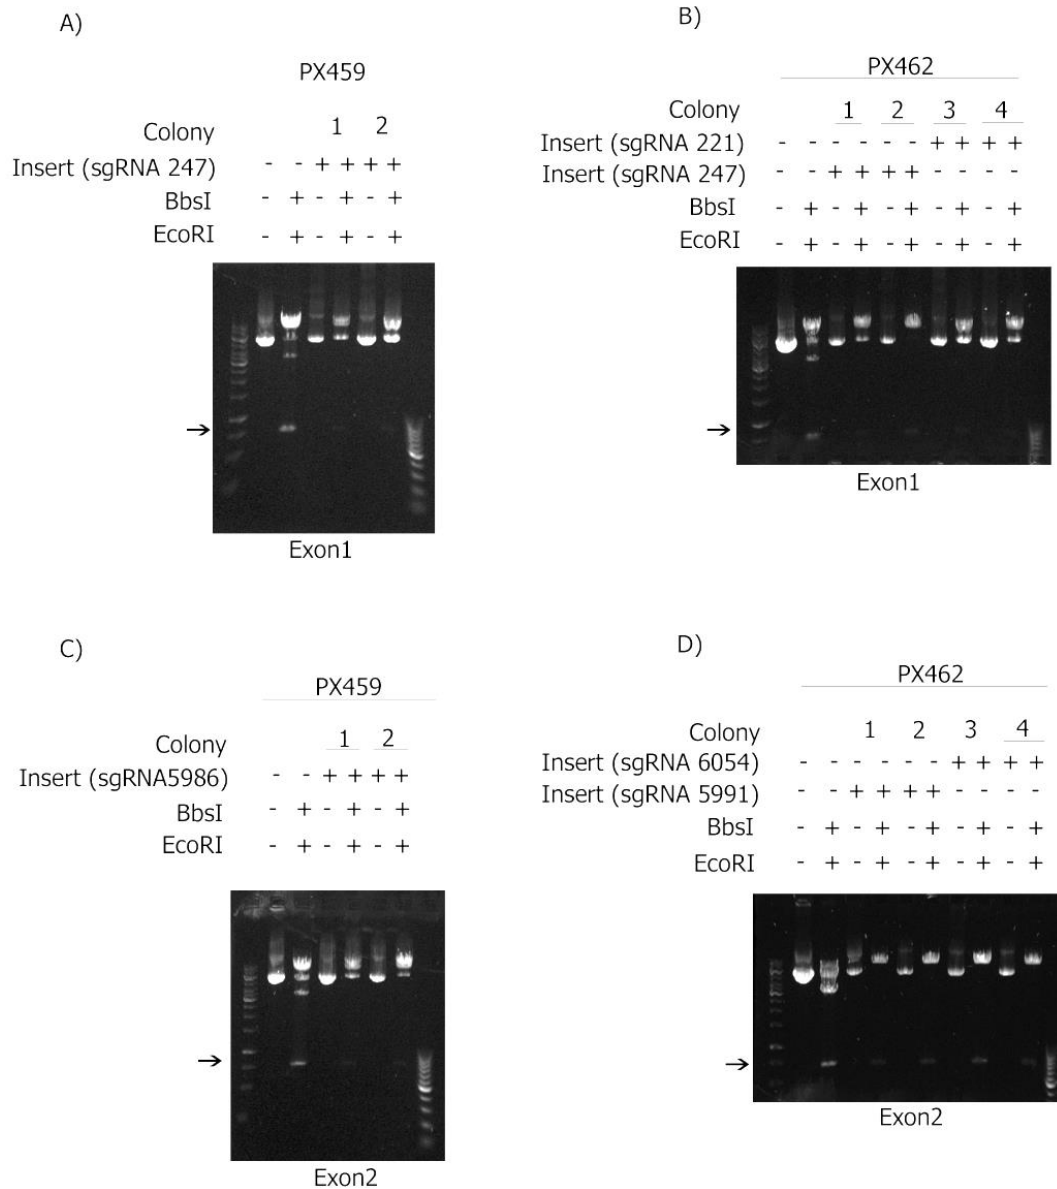 A)
PX459
Colony 1 2
Insert (sgRNA 247) - - + + + +
BbsI - + - + - +
EcoRI - + - + - +
→
Exon1
B)
PX462
Colony 1 2 3 4
Insert (sgRNA 221) - - - - - - + + + +
Insert (sgRNA 247) - - + + + + - - - -
BbsI - + - + - + - + - +
EcoRI - + - + - + - + - +
→
Exon1
C)
PX459
Colony 1 2
Insert (sgRNA5986) - - + + + +
BbsI - + - + - +
EcoRI - + - + - +
→
Exon2
D)
PX462
Colony 1 2 3 4
Insert (sgRNA 6054) - - - - - - + + + +
Insert (sgRNA 5991) - - + + + + - - - -
BbsI - + - + - + - + - +
EcoRI - + - + - + - + - +
→
Exon2